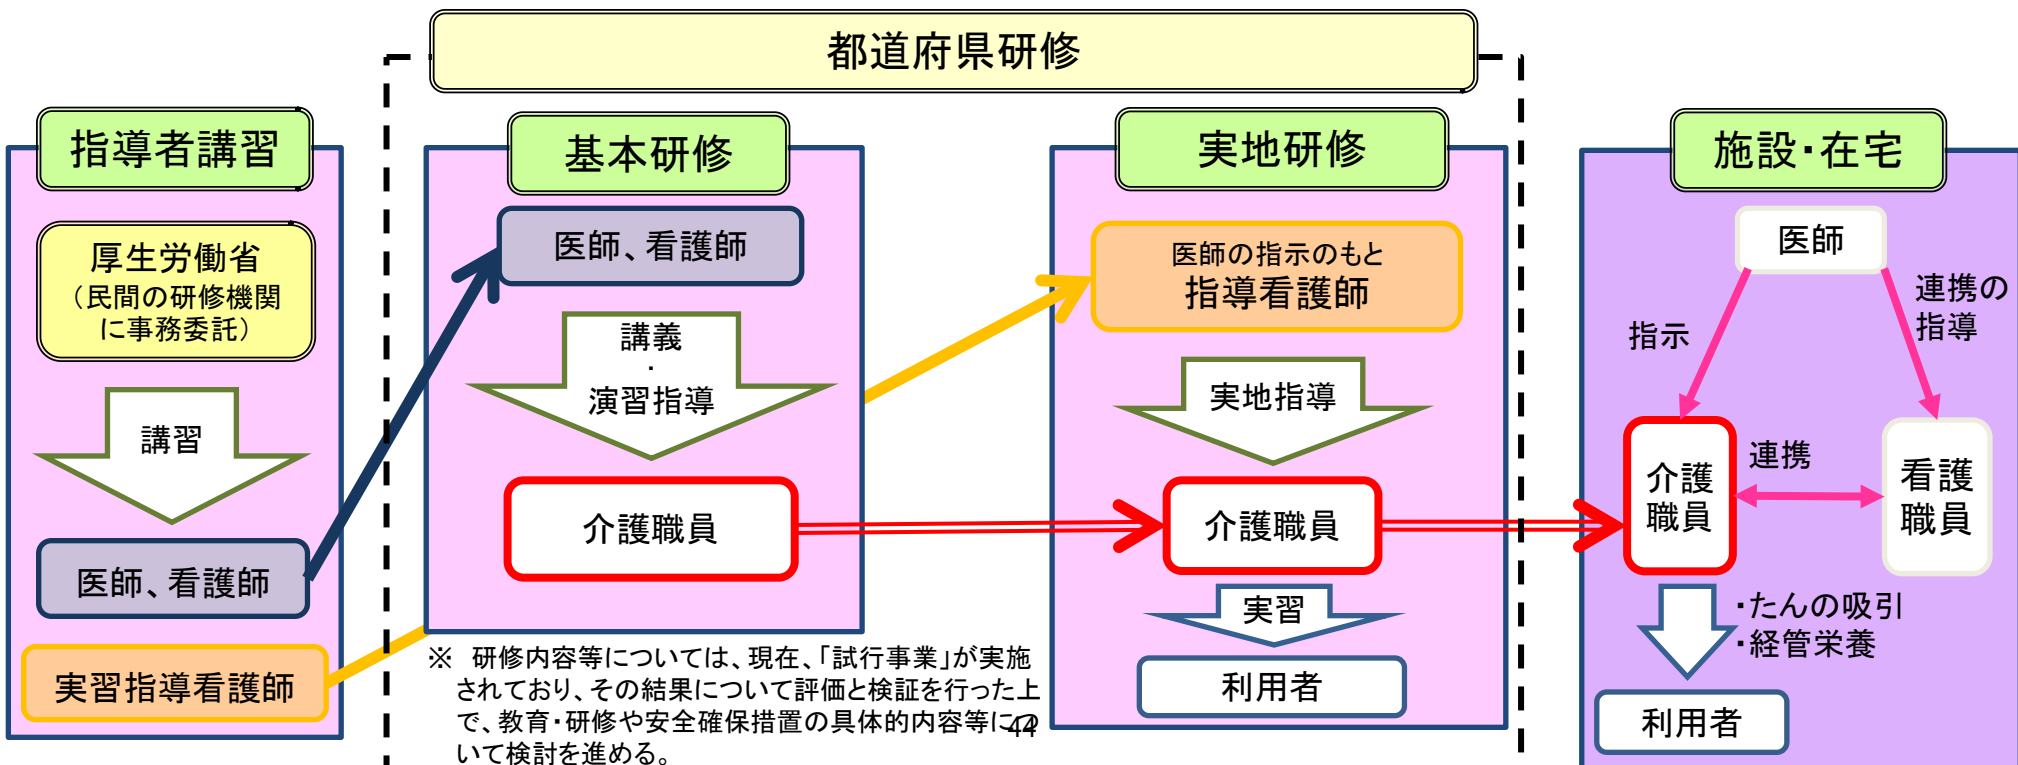 都道府県研修
指導者講習
厚生労働省
（民間の研修機関
に事務委託）
講習
医師、看護師
実習指導看護師
基本研修
医師、看護師
講義
・
演習指導
介護職員
※　研修内容等については、現在、「試行事業」が実施
されており、その結果について評価と検証を行った上
で、教育・研修や安全確保措置の具体的内容等につ
いて検討を進める。
44
実地研修
医師の指示のもと
指導看護師
実地指導
介護職員
実習
利用者
施設・在宅
医師
指示
連携の
指導
介護
職員
連携
看護
職員
・たんの吸引
・経管栄養
利用者